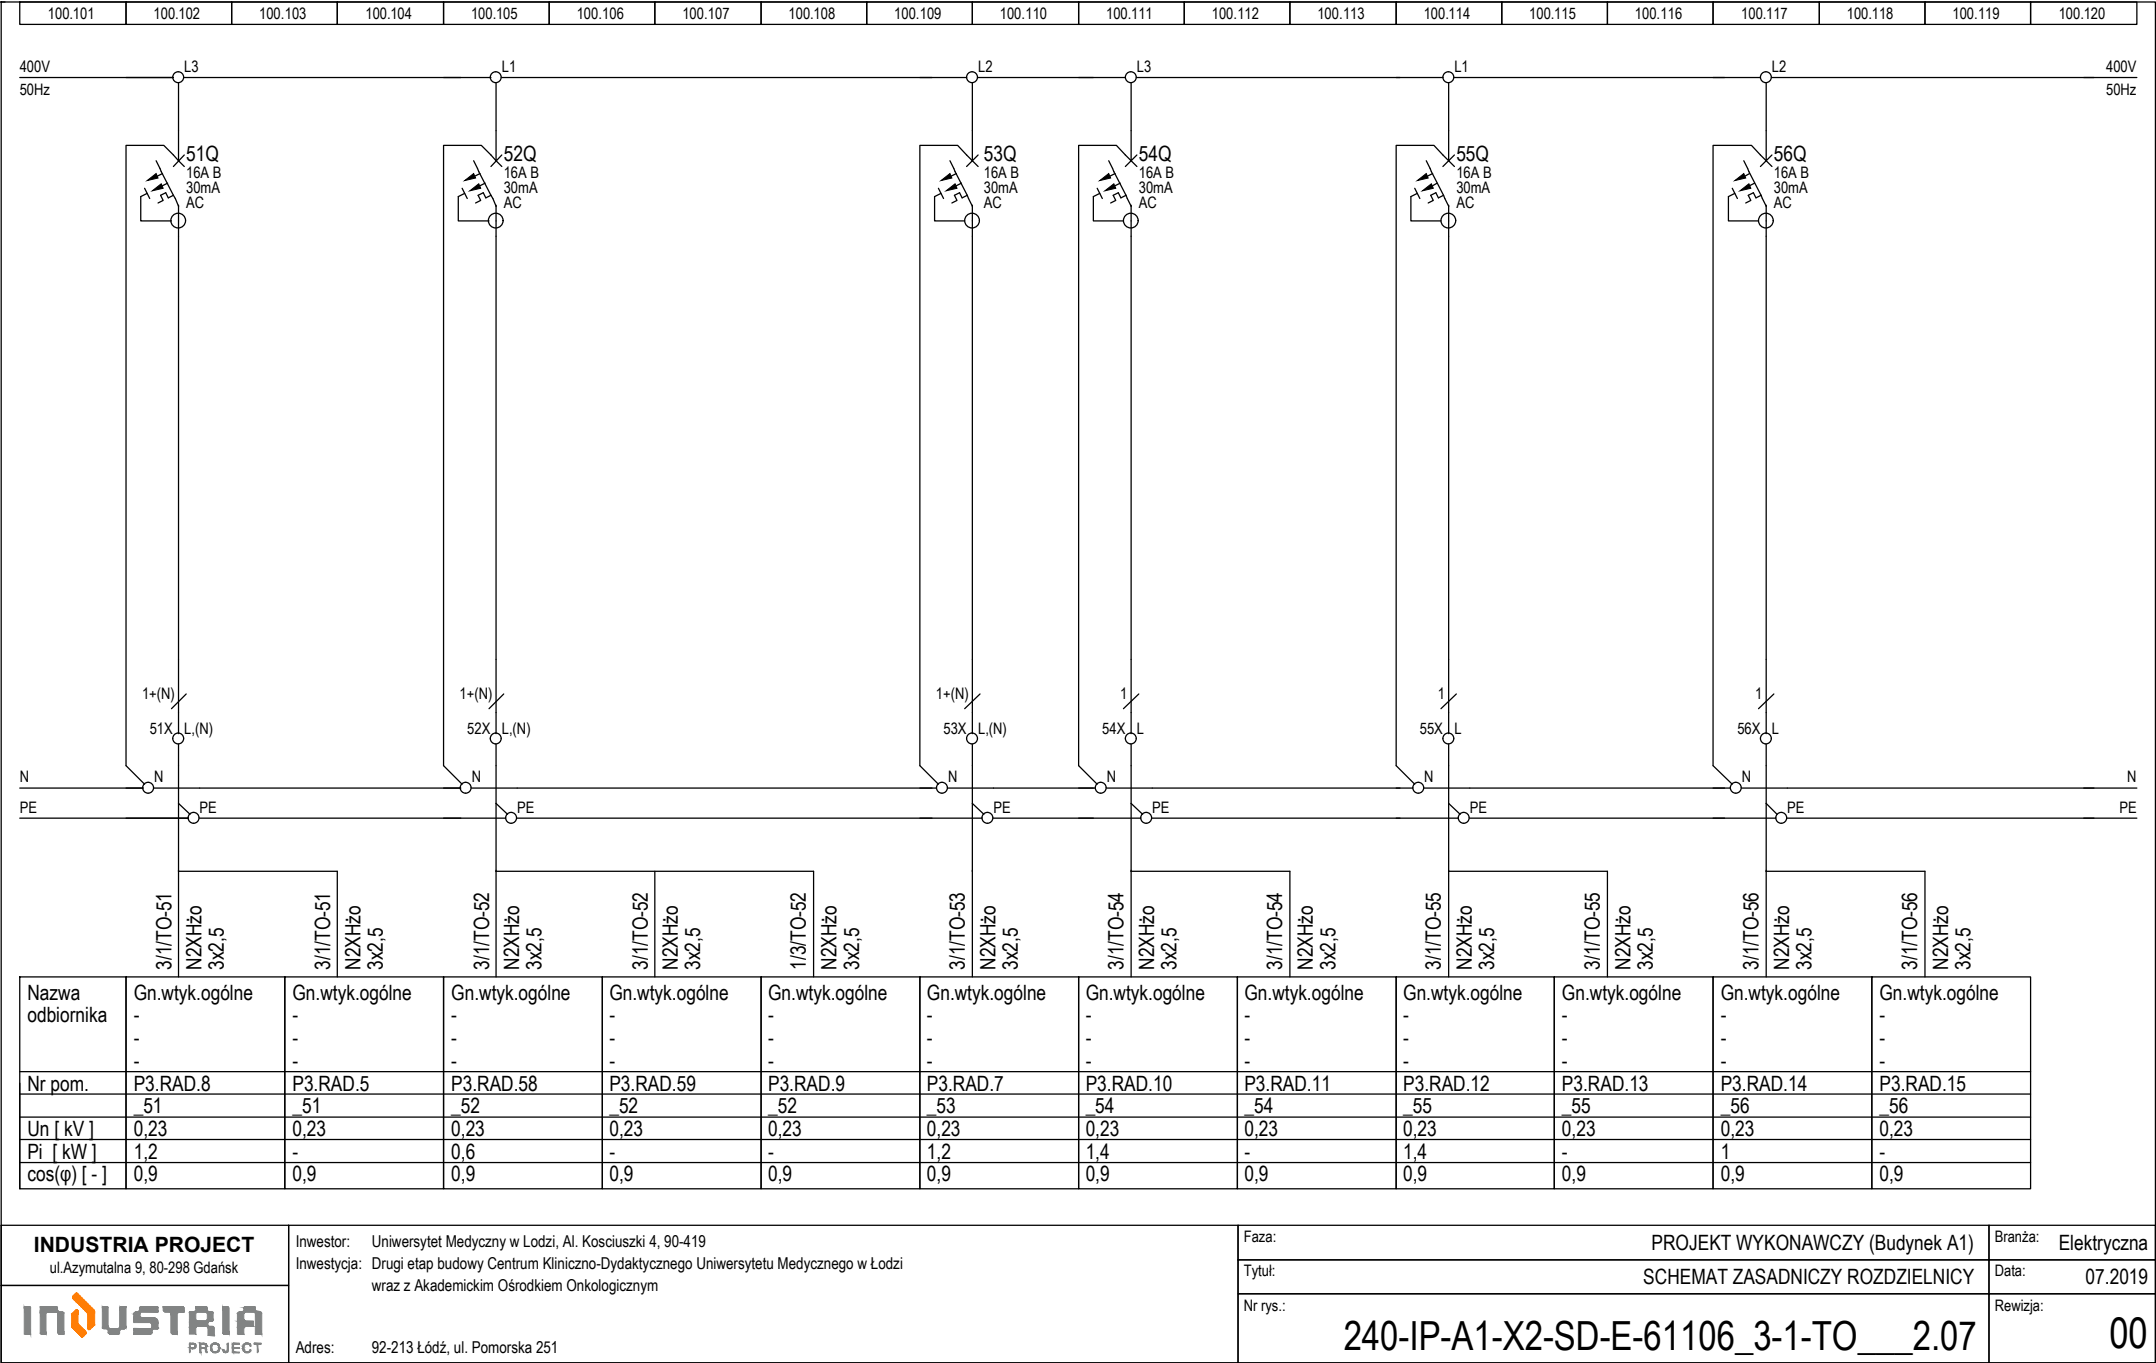 100.101 100.102 100.103 100.104 100.105 100.106 100.107 100.108 100.109 100.110 100.111 100.112 100.113 100.114 100.115 100.116 100.117 100.118 100.119 100.120
400V L3 L1 L2 L3 L1 L2 400V
50Hz 50Hz
51Q 52Q 53Q 54Q 55Q 56Q
16A B 16A B 16A B 16A B 16A B 16A B
30mA 30mA 30mA 30mA 30mA 30mA
AC AC AC AC AC AC
1+(N) 1+(N) 1+(N) 1 1 1
51X L,(N) 52X L,(N) 53X L,(N) 54X L 55X L 56X L
N N N N N N N N
PE PE PE PE PE PE PE PE
3/1/TO-51 N2XHżo 3x2,5
3/1/TO-51 N2XHżo 3x2,5
3/1/TO-52 N2XHżo 3x2,5
3/1/TO-52 N2XHżo 3x2,5
1/3/TO-52 N2XHżo 3x2,5
3/1/TO-53 N2XHżo 3x2,5
3/1/TO-54 N2XHżo 3x2,5
3/1/TO-54 N2XHżo 3x2,5
3/1/TO-55 N2XHżo 3x2,5
3/1/TO-55 N2XHżo 3x2,5
3/1/TO-56 N2XHżo 3x2,5
3/1/TO-56 N2XHżo 3x2,5
Nazwa Gn.wtyk.ogólne Gn.wtyk.ogólne Gn.wtyk.ogólne Gn.wtyk.ogólne Gn.wtyk.ogólne Gn.wtyk.ogólne Gn.wtyk.ogólne Gn.wtyk.ogólne Gn.wtyk.ogólne Gn.wtyk.ogólne Gn.wtyk.ogólne Gn.wtyk.ogólne
odbiornika - - - - - - - - - - - -
- - - - - - - - - - - -
- - - - - - - - - - - -
Nr pom. P3.RAD.8 P3.RAD.5 P3.RAD.58 P3.RAD.59 P3.RAD.9 P3.RAD.7 P3.RAD.10 P3.RAD.11 P3.RAD.12 P3.RAD.13 P3.RAD.14 P3.RAD.15
_51 _51 _52 _52 _52 _53 _54 _54 _55 _55 _56 _56
Un [ kV ] 0,23 0,23 0,23 0,23 0,23 0,23 0,23 0,23 0,23 0,23 0,23 0,23
Pi [ kW ] 1,2 - 0,6 - - 1,2 1,4 - 1,4 - 1 -
cos(φ) [ - ] 0,9 0,9 0,9 0,9 0,9 0,9 0,9 0,9 0,9 0,9 0,9 0,9
INDUSTRIA PROJECT
ul.Azymutalna 9, 80-298 Gdańsk
INDUSTRIA
PROJECT
Inwestor: Uniwersytet Medyczny w Lodzi, Al. Kosciuszki 4, 90-419
Inwestycja: Drugi etap budowy Centrum Kliniczno-Dydaktycznego Uniwersytetu Medycznego w Łodzi
wraz z Akademickim Ośrodkiem Onkologicznym
Adres: 92-213 Łódź, ul. Pomorska 251
Faza: PROJEKT WYKONAWCZY (Budynek A1)
Branża: Elektryczna
Tytuł: SCHEMAT ZASADNICZY ROZDZIELNICY
Data: 07.2019
Nr rys.: 240-IP-A1-X2-SD-E-61106_3-1-TO___2.07
Rewizja: 00